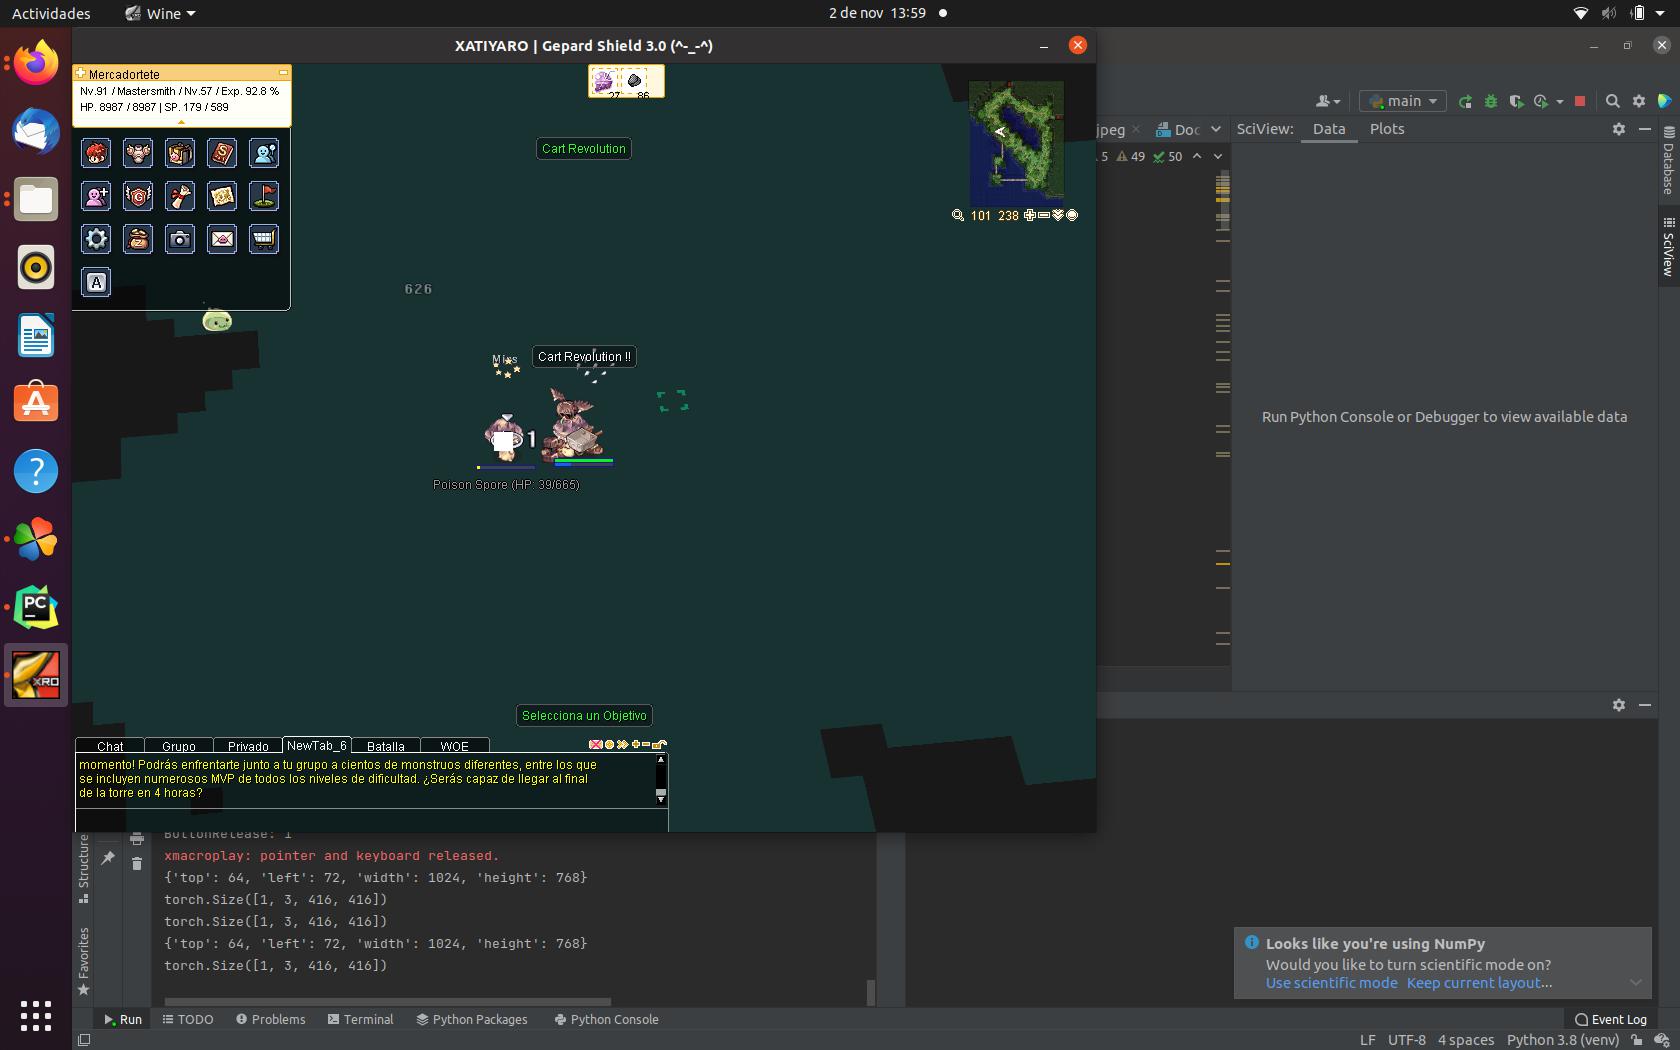 Actividades
Wine
2 de nov 13:59
XATIYARO | Gepard Shield 3.0 (^-_-^)
Mercadortete
Nv.91 / Mastersmith / Nv.57 / Exp. 92.8 %
HP. 8987 / 8987 | SP. 179 / 589
27 86
Cart Revolution
101 238
main
jpeg
Doc
SciView:
Data
Plots
5 49 50
Database
SciView
626
Miss
Cart Revolution !!
1
Poison Spore (HP: 39/665)
Run Python Console or Debugger to view available data
A
PC
XRO
Selecciona un Objetivo
Chat
Grupo
Privado
NewTab_6
Batalla
WOE
momento! Podrás enfrentarte junto a tu grupo a cientos de monstruos diferentes, entre los que
se incluyen numerosos MVP de todos los niveles de dificultad. ¿Serás capaz de llegar al final
de la torre en 4 horas?
ButtonRelease: 1
xmacroplay: pointer and keyboard released.
{'top': 64, 'left': 72, 'width': 1024, 'height': 768}
torch.Size([1, 3, 416, 416])
torch.Size([1, 3, 416, 416])
{'top': 64, 'left': 72, 'width': 1024, 'height': 768}
torch.Size([1, 3, 416, 416])
Structure
Favorites
Looks like you're using NumPy
Would you like to turn scientific mode on?
Use scientific mode Keep current layout...
Run
TODO
Problems
Terminal
Python Packages
Python Console
Event Log
LF UTF-8 4 spaces Python 3.8 (venv)